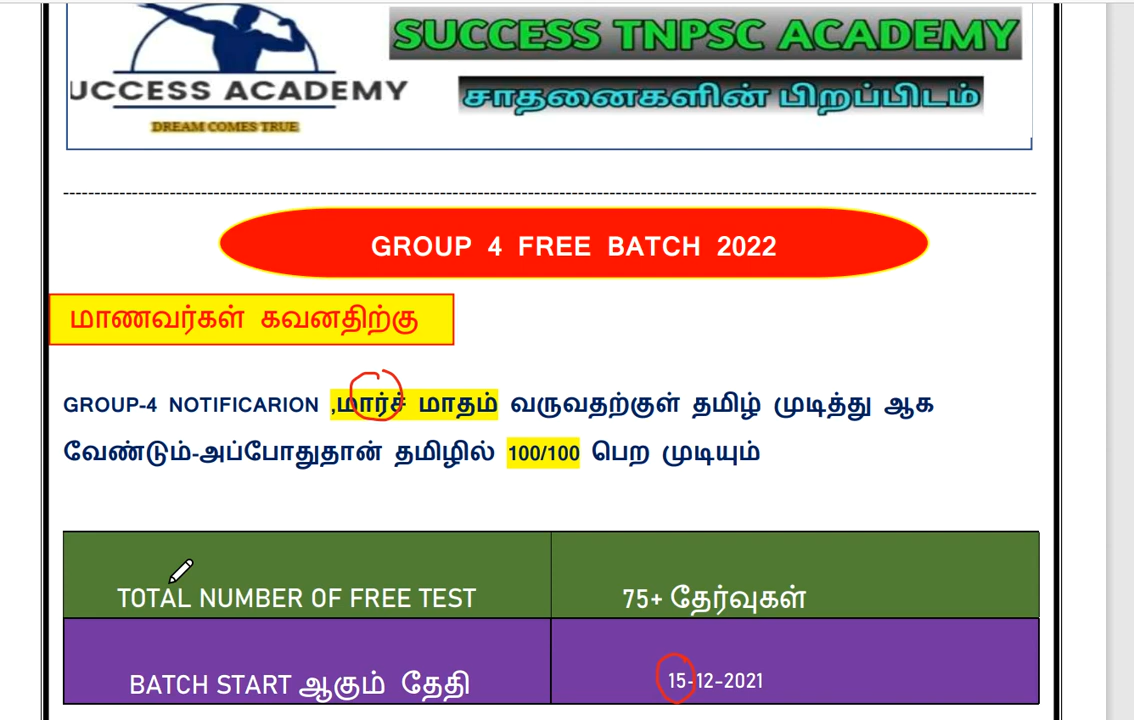 SUCCESS TNPSC ACADEMY
UCCESS ACADEMY
சாதனைகளின் பிறப்பிடம்
DREAM COMES TRUE
GROUP 4 FREE BATCH 2022
மாணவர்கள் கவனதிற்கு
GROUP-4 NOTIFICARION ,மார்ச் மாதம் வருவதற்குள் தமிழ் முடித்து ஆக
வேண்டும்-அப்போதுதான் தமிழில் 100/100 பெற முடியும்
TOTAL NUMBER OF FREE TEST 75+ தேர்வுகள்
BATCH START ஆகும் தேதி 15-12-2021